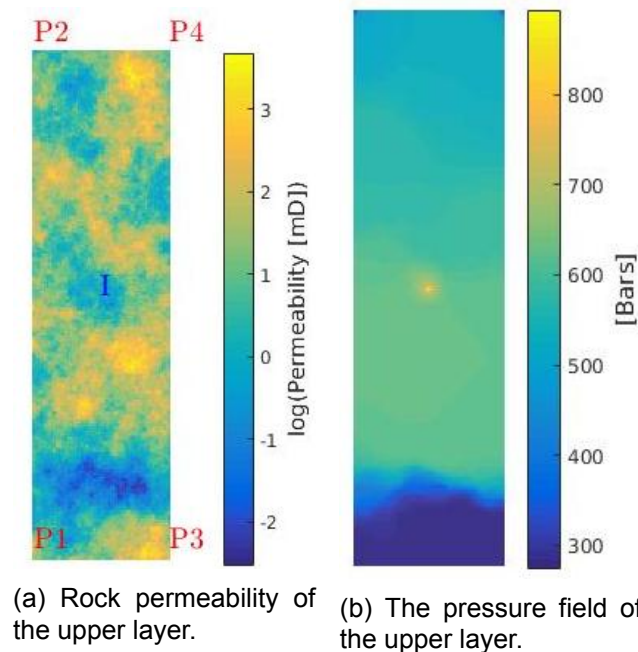 P2 P4
3
2
1
0
-1
-2
log(Permeability [mD])
I
P1 P3
800
700
600
500
400
300
[Bars]
(a) Rock permeability of
the upper layer.
(b) The pressure field of
the upper layer.